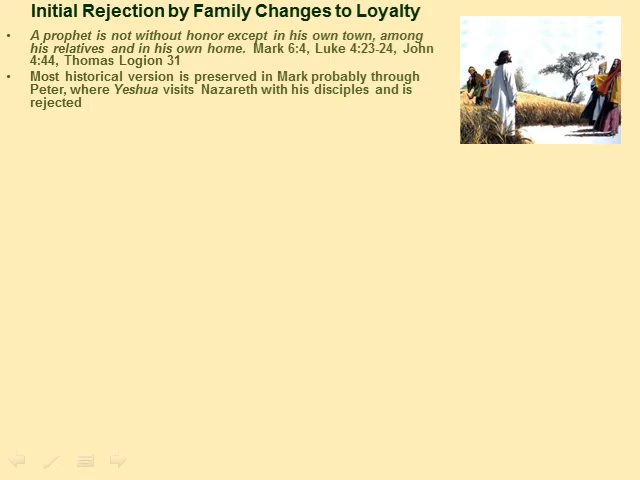 Initial Rejection by Family Changes to Loyalty
• A prophet is not without honor except in his own town, among
his relatives and in his own home. Mark 6:4, Luke 4:23-24, John
4:44, Thomas Logion 31
• Most historical version is preserved in Mark probably through
Peter, where Yeshua visits Nazareth with his disciples and is
rejected